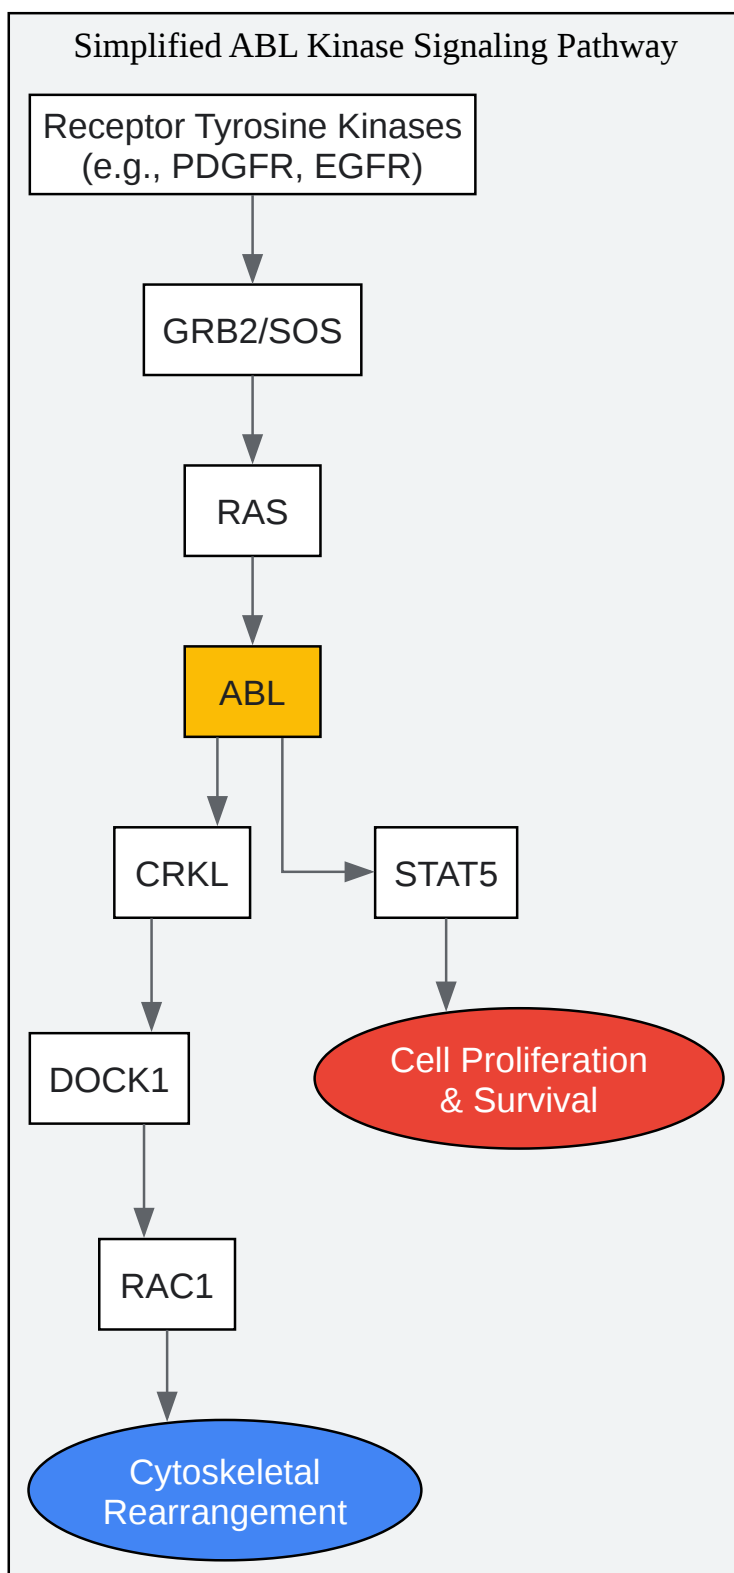 Simplified ABL Kinase Signaling Pathway
Receptor Tyrosine Kinases
(e.g., PDGFR, EGFR)
GRB2/SOS
RAS
ABL
CRKL
STAT5
DOCK1
Cell Proliferation
& Survival
RAC1
Cytoskeletal
Rearrangement